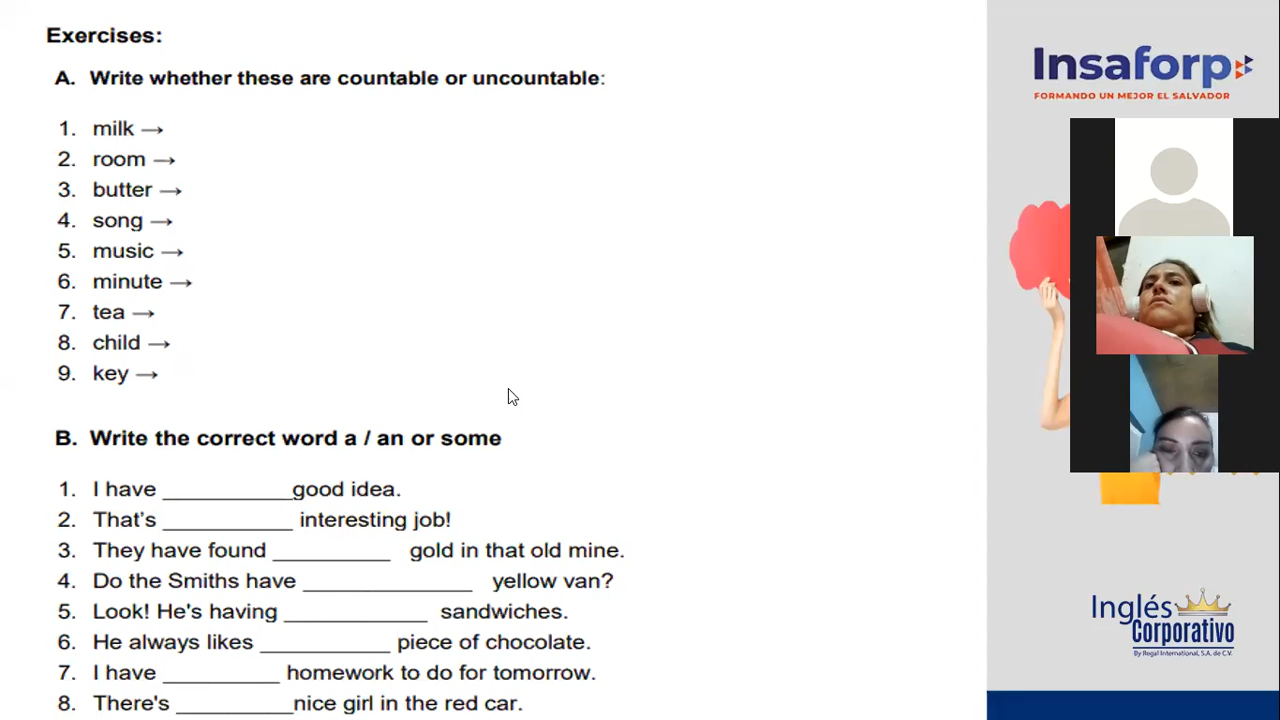 Exercises:
A. Write whether these are countable or uncountable:
1. milk →
2. room →
3. butter →
4. song →
5. music →
6. minute →
7. tea →
8. child →
9. key →
B. Write the correct word a / an or some
1. I have ___________good idea.
2. That's ___________ interesting job!
3. They have found __________ gold in that old mine.
4. Do the Smiths have ______________ yellow van?
5. Look! He's having ____________ sandwiches.
6. He always likes ___________ piece of chocolate.
7. I have __________ homework to do for tomorrow.
8. There's __________nice girl in the red car.
Insaforp
FORMANDO UN MEJOR EL SALVADOR
Inglés
Corporativo
By Regal International, S.A. de C.V.